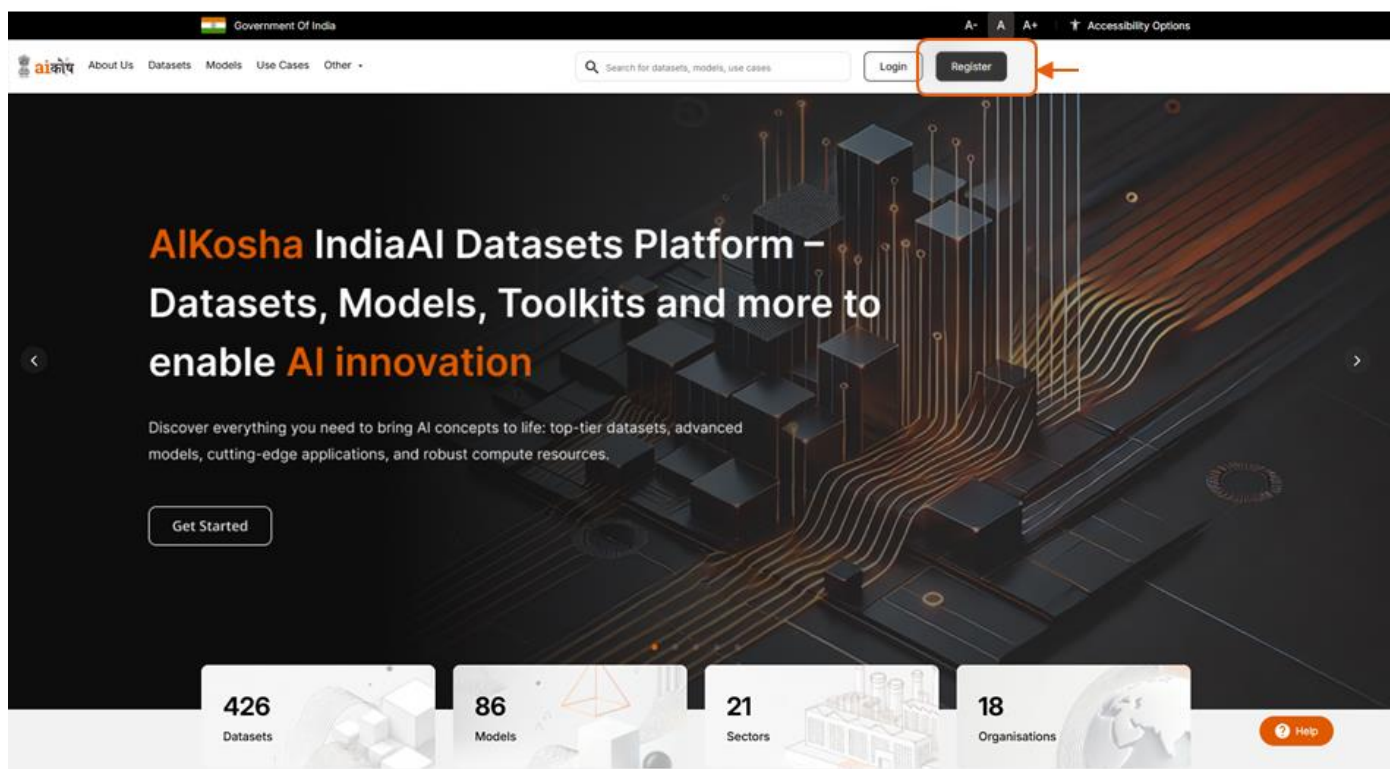 Government Of India
A-
A
A+
Accessibility Options
aiकोष
About Us
Datasets
Models
Use Cases
Other
Search for datasets, models, use cases
Login
Register
AIKosha IndiaAI Datasets Platform –
Datasets, Models, Toolkits and more to
enable AI innovation
Discover everything you need to bring AI concepts to life: top-tier datasets, advanced
models, cutting-edge applications, and robust compute resources.
Get Started
426
Datasets
86
Models
21
Sectors
18
Organisations
Help